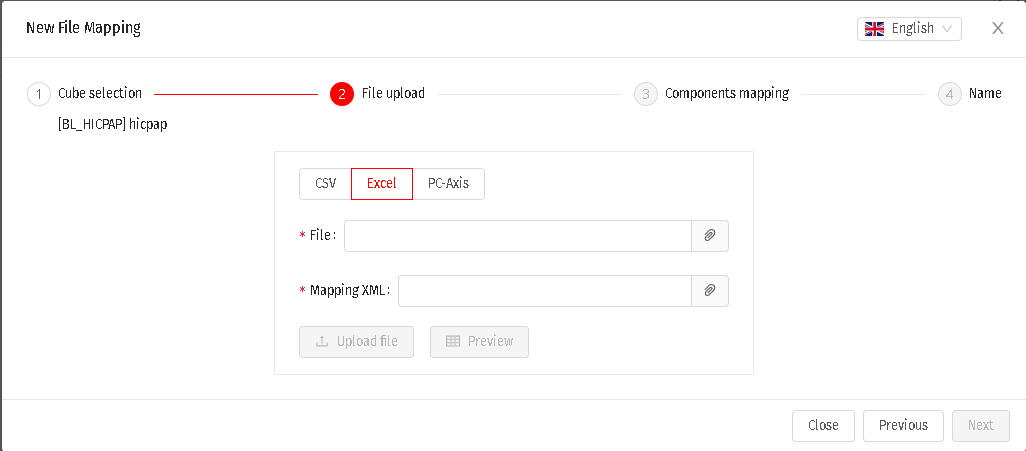 New File Mapping
English
X
1 Cube selection
2 File upload
3 Components mapping
4 Name
[BL_HICPAP] hicpap
CSV Excel PC-Axis
* File:
* Mapping XML:
Upload file Preview
Close Previous Next